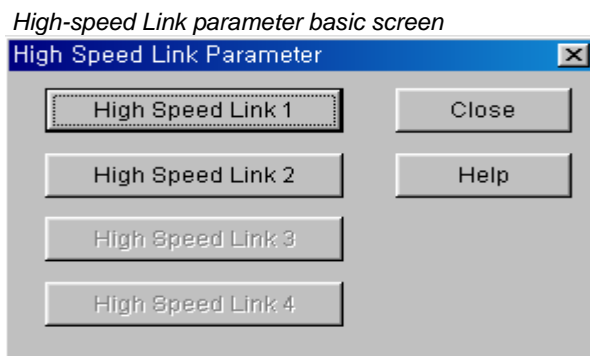 High-speed Link parameter basic screen
High Speed Link Parameter
High Speed Link 1
Close
High Speed Link 2
Help
High Speed Link 3
High Speed Link 4